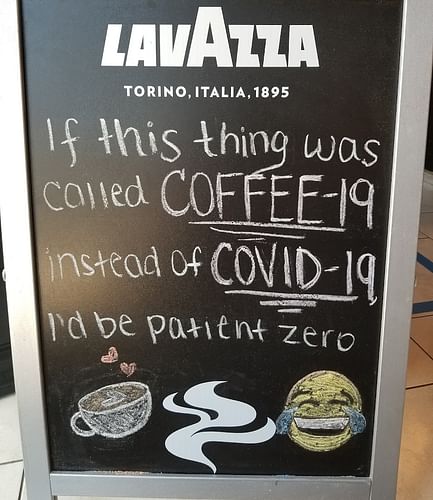 LAVAZZA
TORINO, ITALIA, 1895
If this thing was
called COFFEE-19
instead of COVID-19
I'd be patient zero